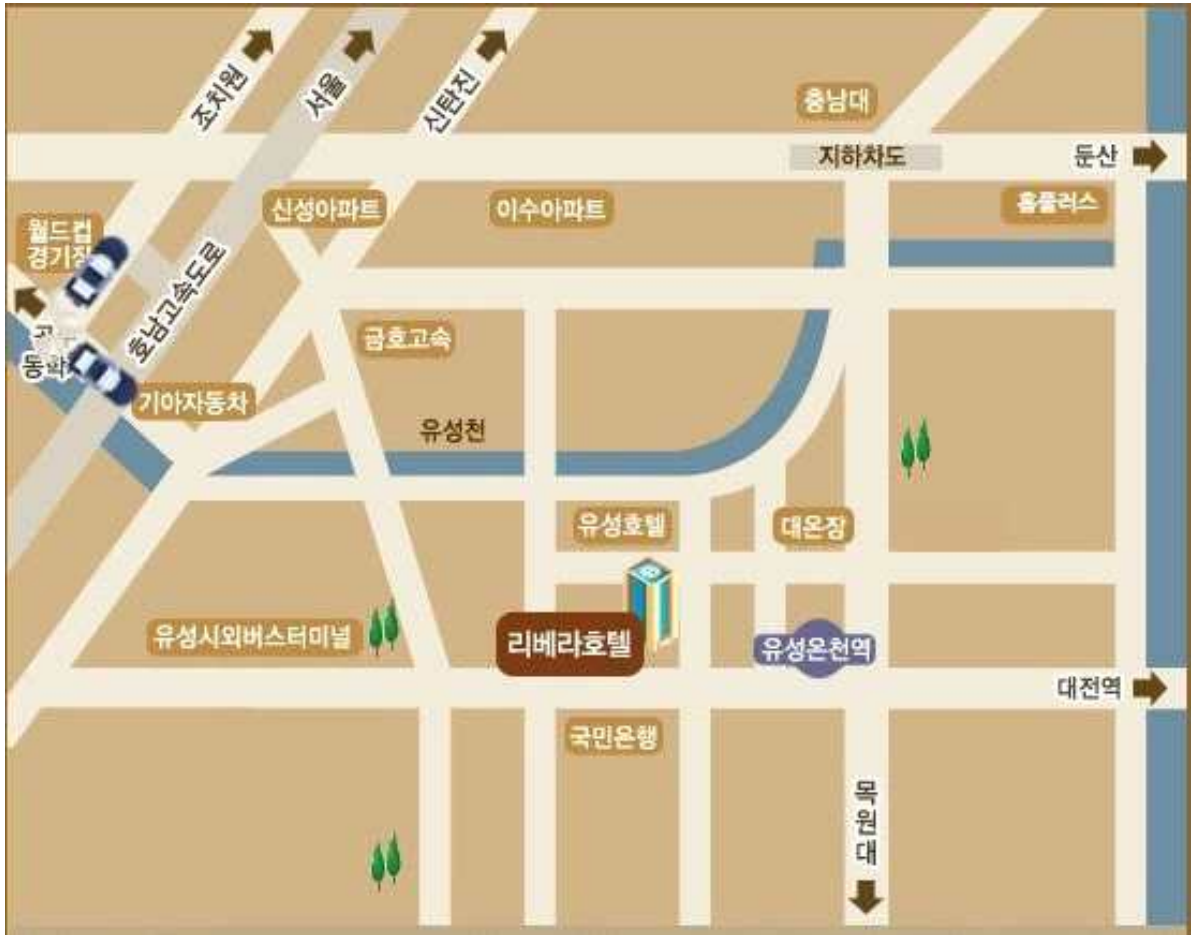 조치원
서울
신탄진
충남대
지하차도
둔산
신성아파트
이수아파트
홈플러스
월드컵
경기장
호남고속도로
금호고속
동학
기아자동차
유성천
유성호텔
대온장
유성시외버스터미널
리베라호텔
유성온천역
대전역
국민은행
목원대